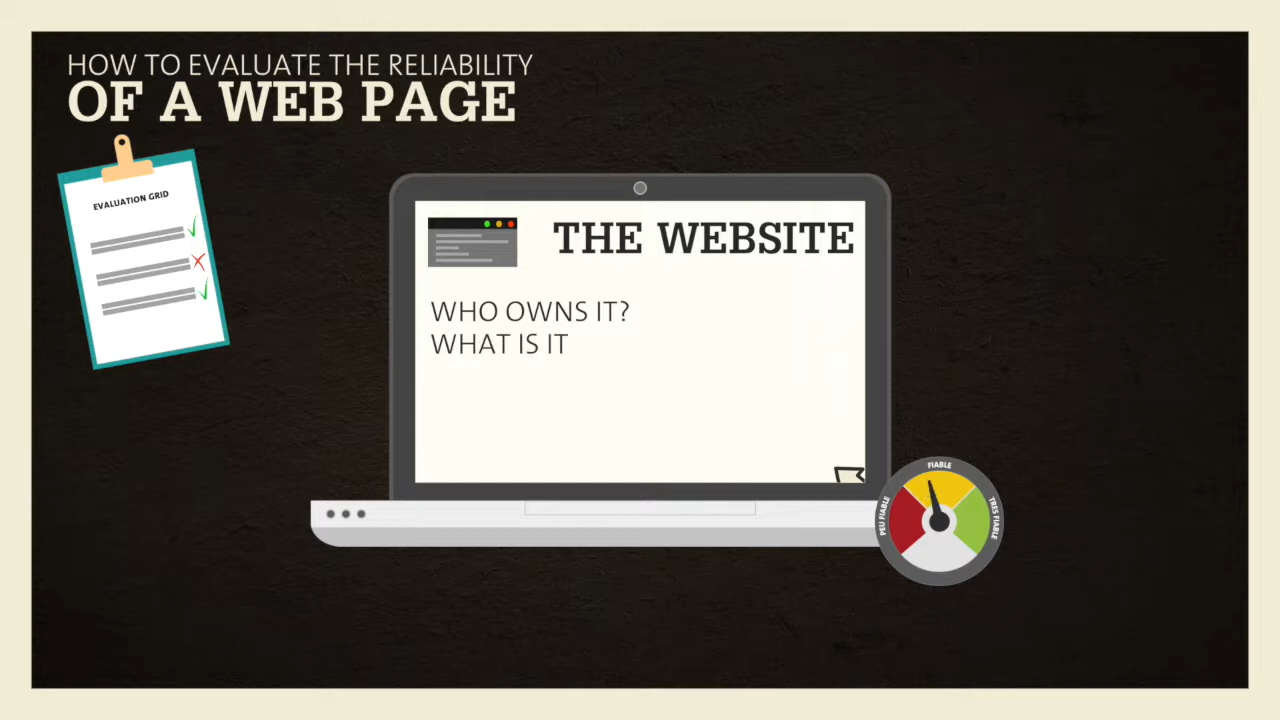 HOW TO EVALUATE THE RELIABILITY
OF A WEB PAGE
EVALUATION GRID
THE WEBSITE
WHO OWNS IT?
WHAT IS IT
PEU FIABLE
FIABLE
TRES FIABLE